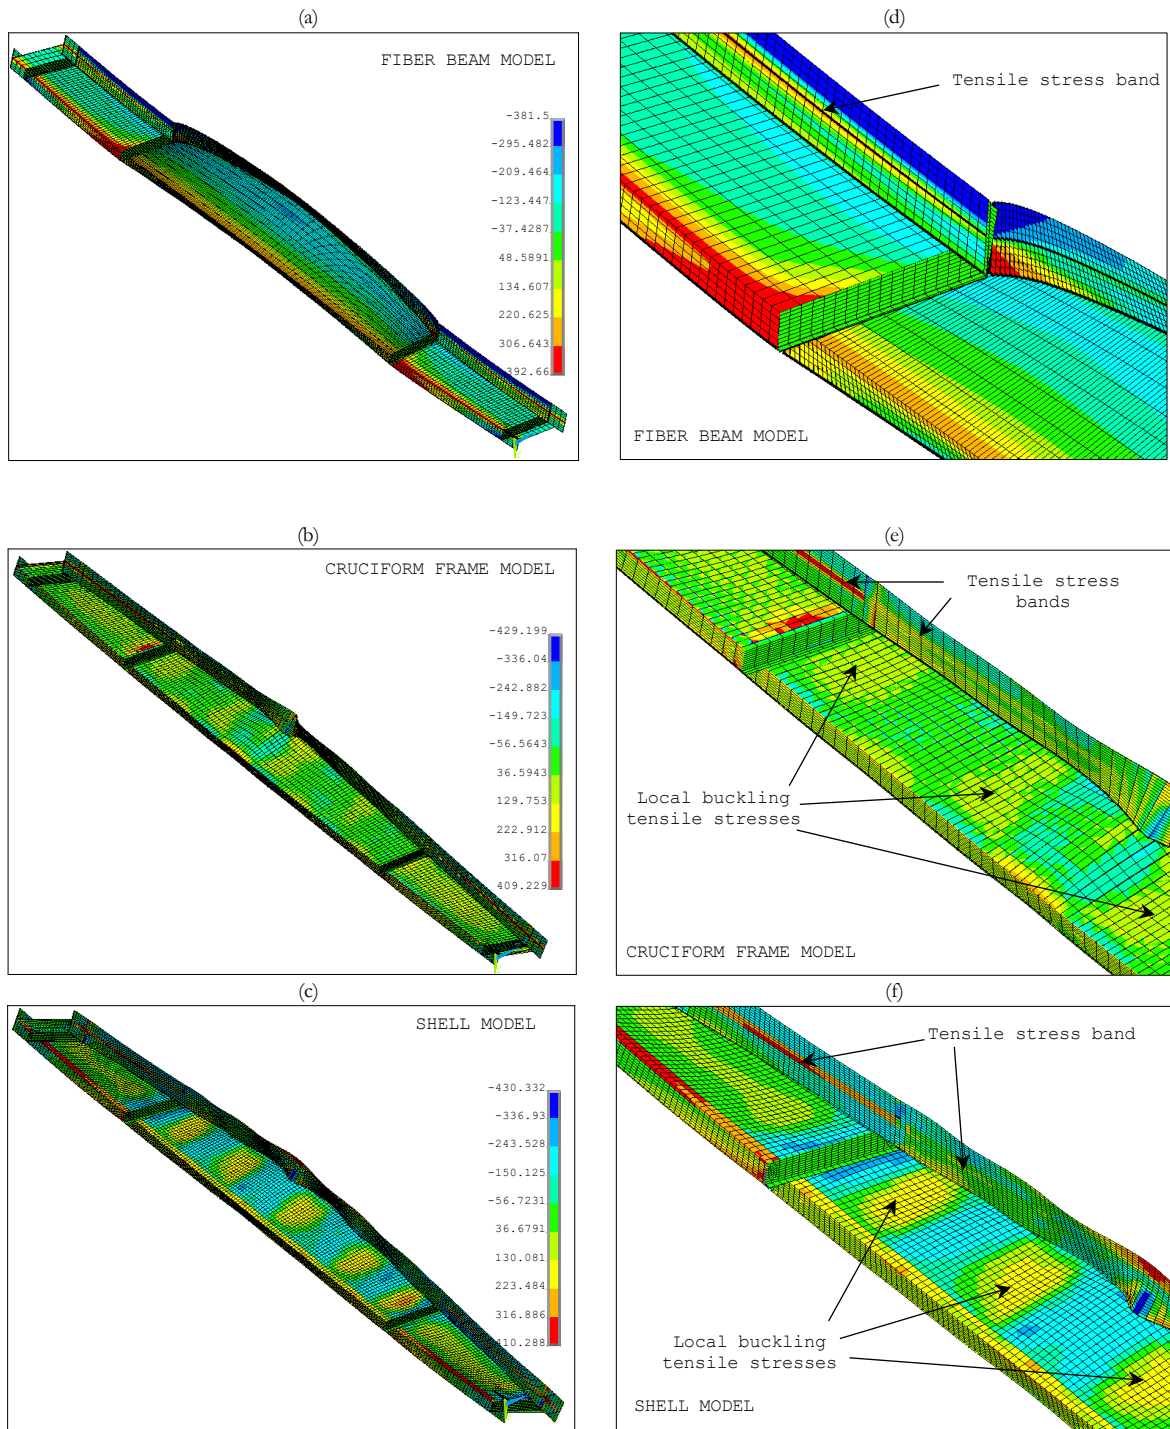 (a)
FIBER BEAM MODEL
-381.5
-295.482
-209.464
-123.447
-37.4287
48.5891
134.607
220.625
306.643
392.66
(d)
Tensile stress band
FIBER BEAM MODEL
(b)
CRUCIFORM FRAME MODEL
-429.199
-336.04
-242.882
-149.723
-56.5643
36.5943
129.753
222.912
316.07
409.229
(e)
Tensile stress
bands
Local buckling
tensile stresses
CRUCIFORM FRAME MODEL
(c)
SHELL MODEL
-430.332
-336.93
-243.528
-150.125
-56.7231
36.6791
130.081
223.484
316.886
410.288
(f)
Tensile stress band
Local buckling
tensile stresses
SHELL MODEL